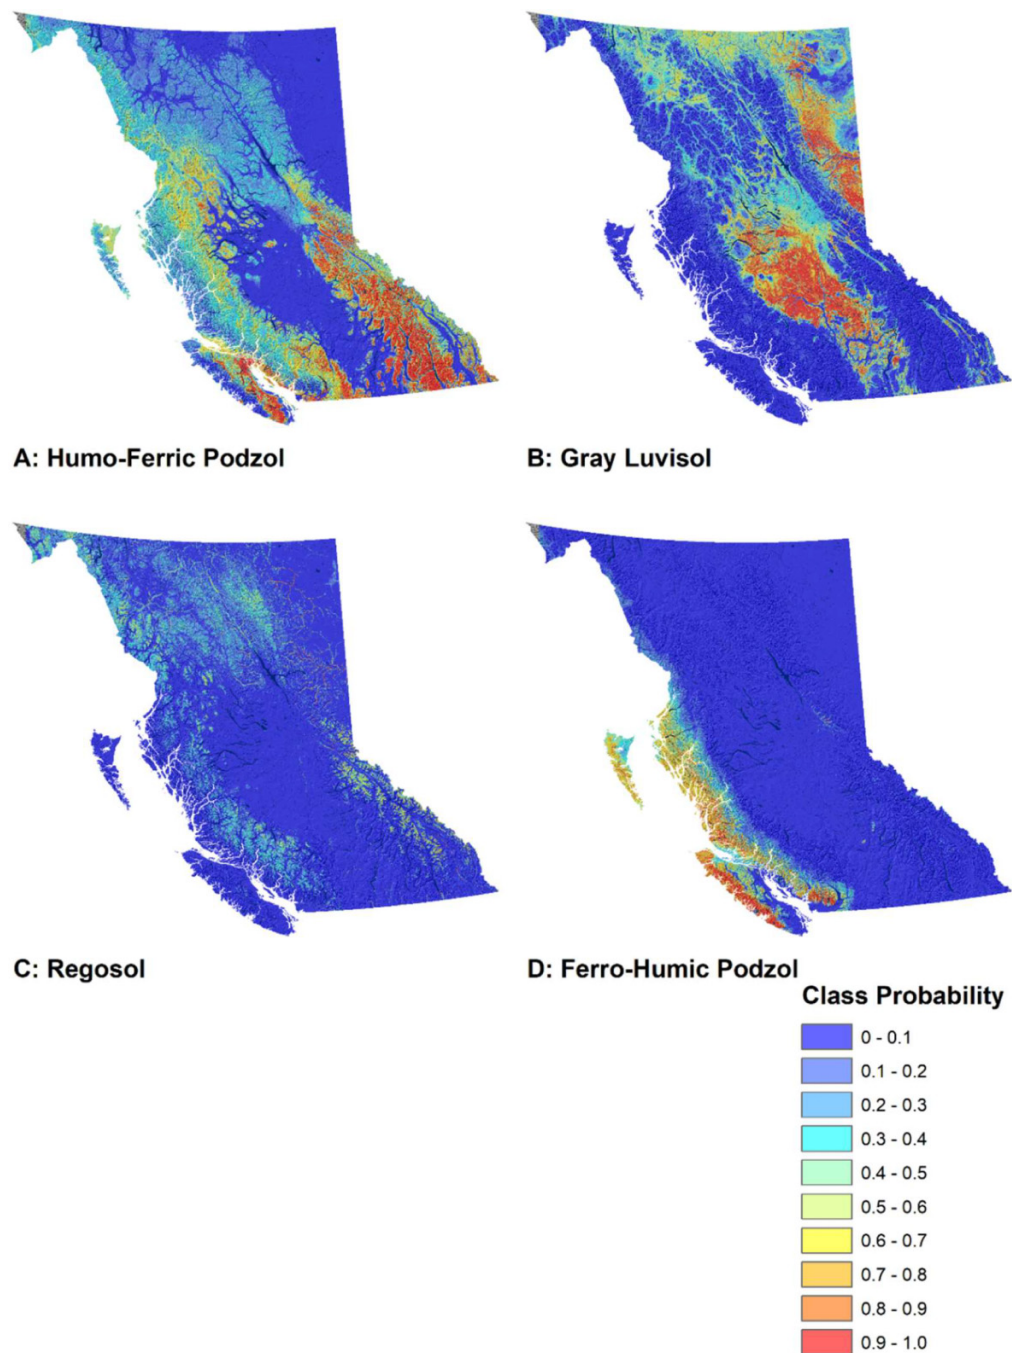 A: Humo-Ferric Podzol
B: Gray Luvisol
C: Regosol
D: Ferro-Humic Podzol
Class Probability
0 - 0.1
0.1 - 0.2
0.2 - 0.3
0.3 - 0.4
0.4 - 0.5
0.5 - 0.6
0.6 - 0.7
0.7 - 0.8
0.8 - 0.9
0.9 - 1.0